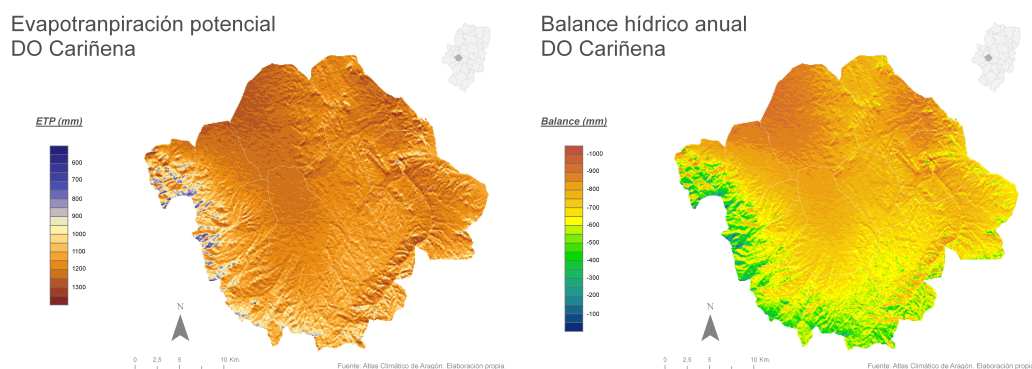 Evapotranpiración potencial
DO Cariñena
ETP (mm)
600
700
800
900
1000
1100
1200
1300
N
0 2.5 5 10 Km.
Fuente: Atlas Climático de Aragón. Elaboración propia.
Balance hídrico anual
DO Cariñena
Balance (mm)
-1000
-900
-800
-700
-600
-500
-400
-300
-200
-100
N
0 2.5 5 10 Km.
Fuente: Atlas Climático de Aragón. Elaboración propi